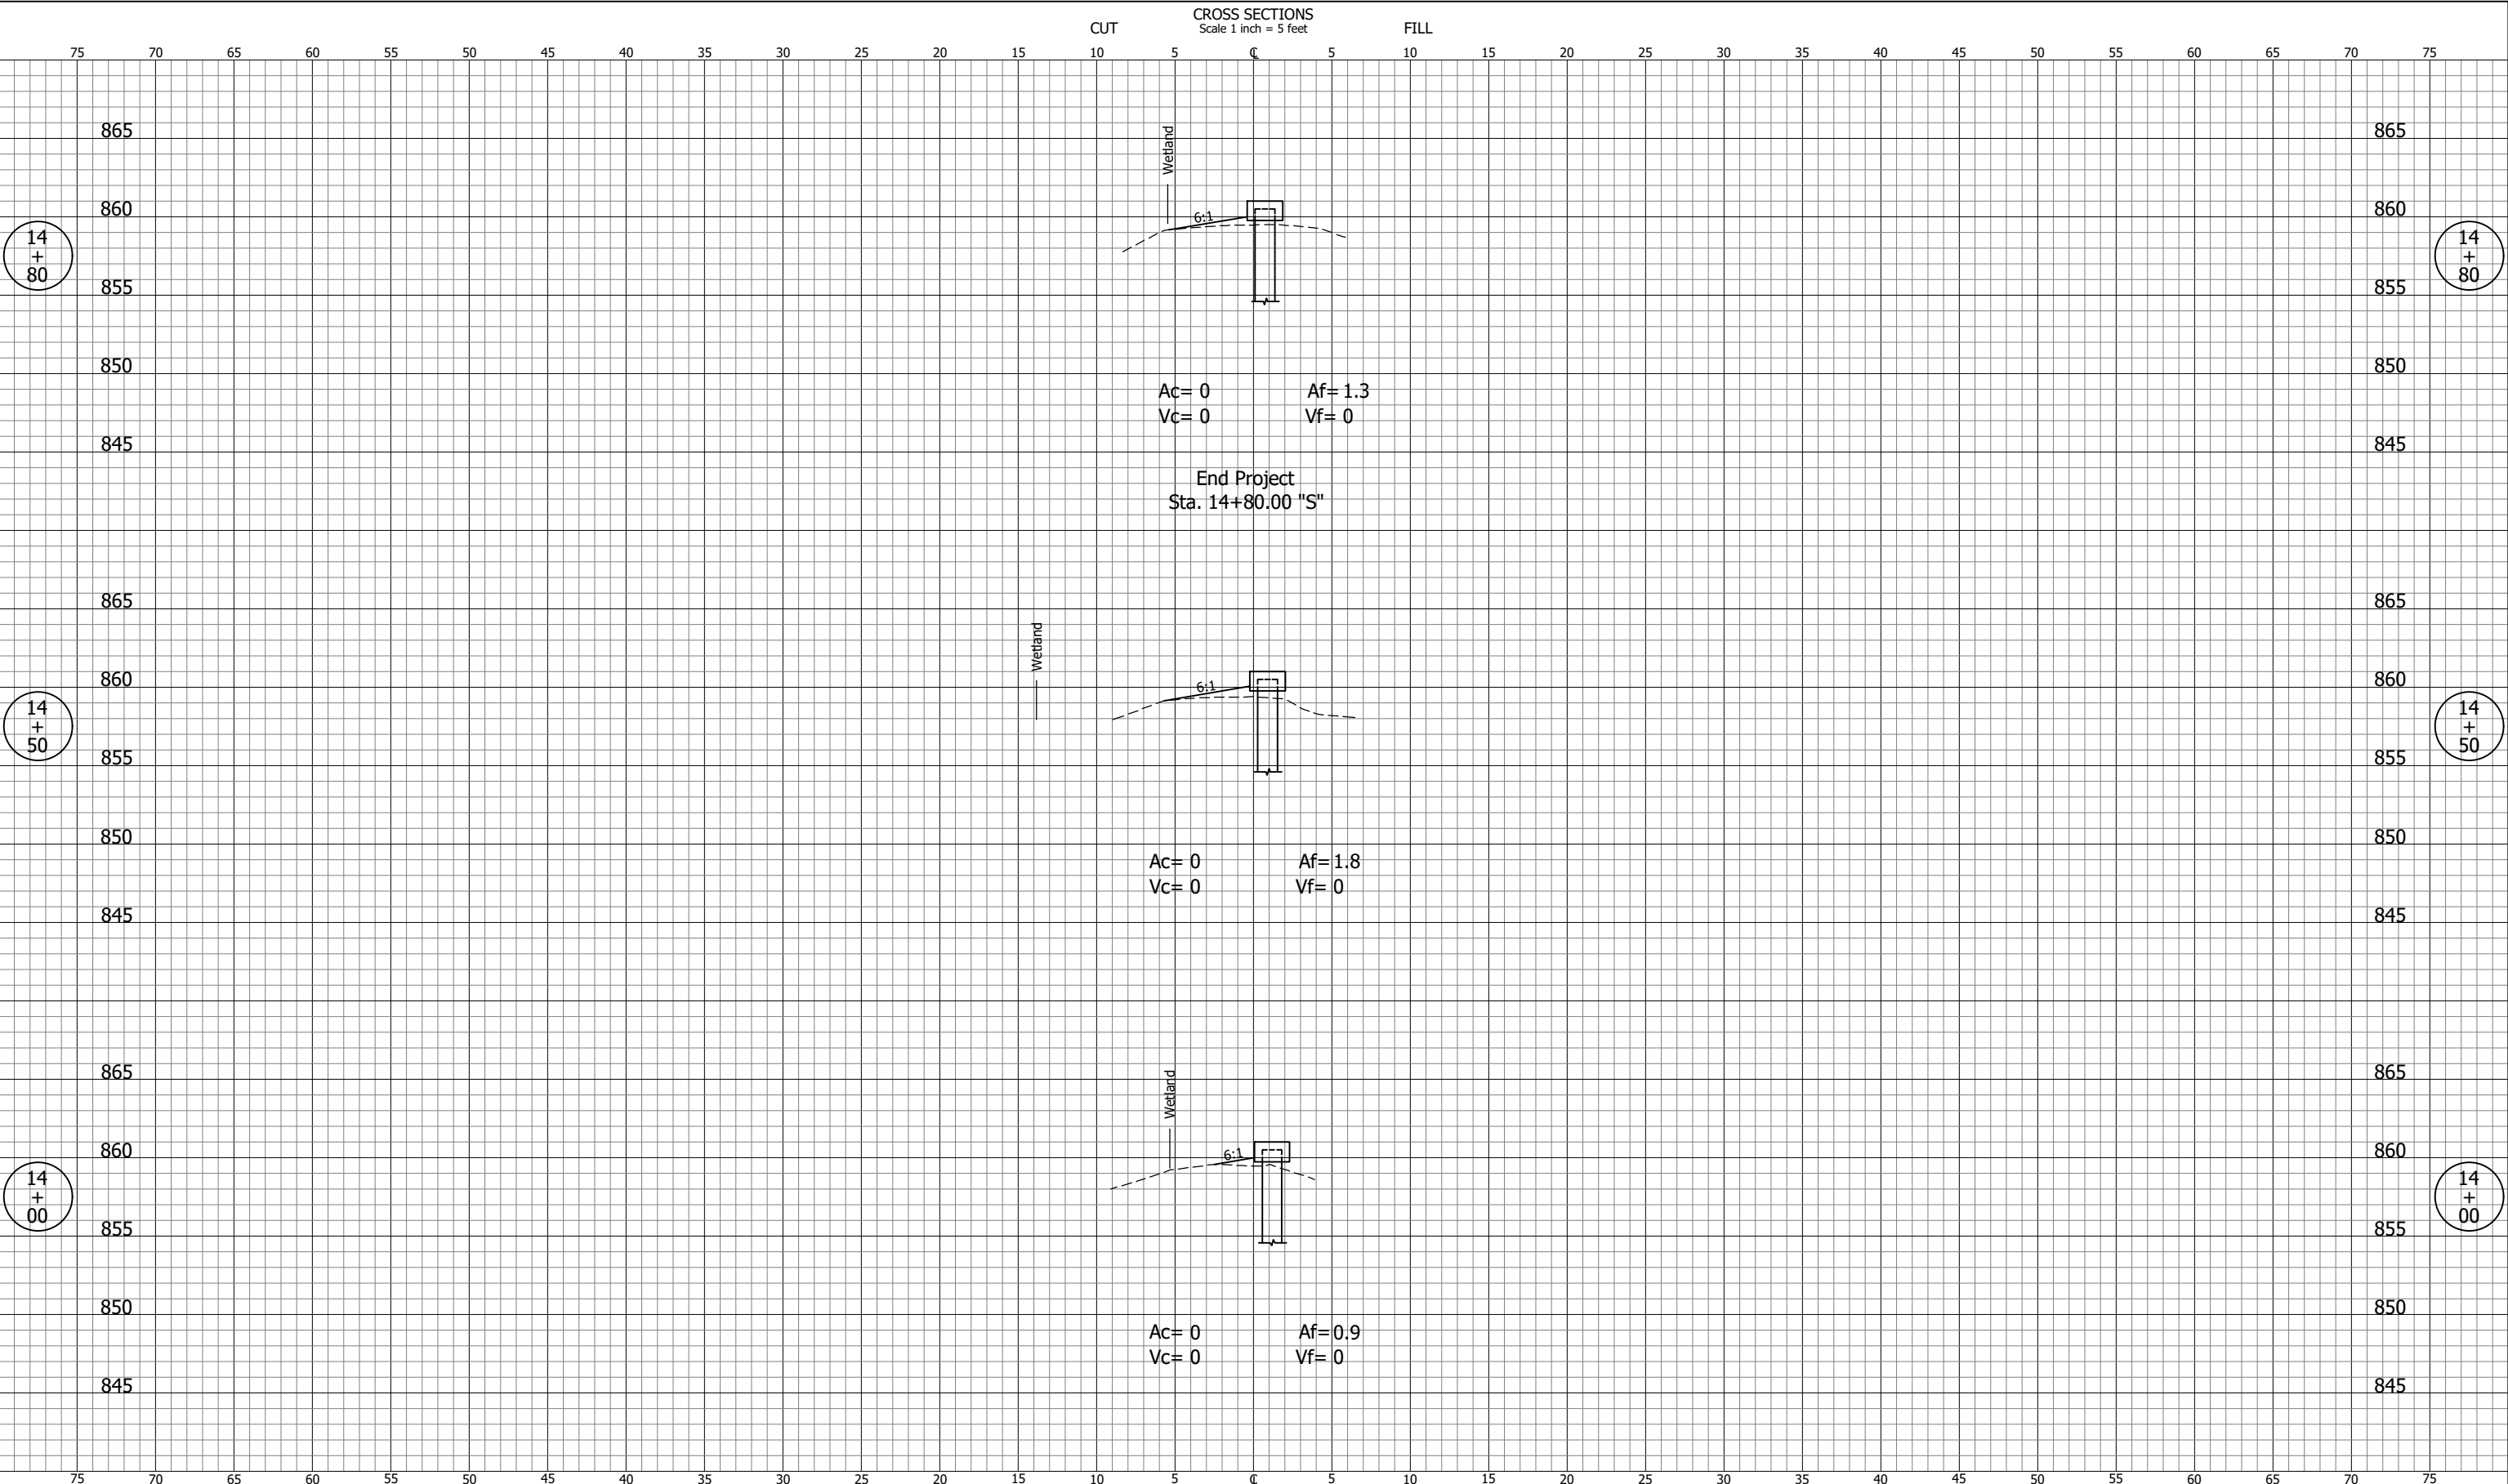 CROSS SECTIONS
CUT Scale 1 inch = 5 feet FILL
75 70 65 60 55 50 45 40 35 30 25 20 15 10 5 ℄ 5 10 15 20 25 30 35 40 45 50 55 60 65 70 75
865 865
Wetland
860 860
6:1
14 14
+ +
80 80
855 855
850 850
Ac= 0 Af= 1.3
Vc= 0 Vf= 0
845 845
End Project
Sta. 14+80.00 "S"
865 865
Wetland
860 860
6:1
14 14
+ +
50 50
855 855
850 850
Ac= 0 Af= 1.8
Vc= 0 Vf= 0
845 845
865 865
Wetland
860 860
6:1
14 14
+ +
00 00
855 855
850 850
Ac= 0 Af= 0.9
Vc= 0 Vf= 0
845 845
75 70 65 60 55 50 45 40 35 30 25 20 15 10 5 ℄ 5 10 15 20 25 30 35 40 45 50 55 60 65 70 75